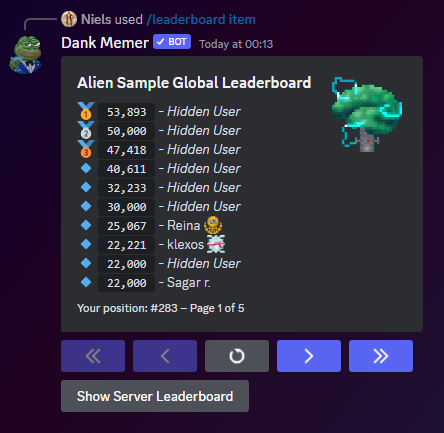 Niels used /leaderboard item
Dank Memer ✓ BOT Today at 00:13
Alien Sample Global Leaderboard
1 53,893 - Hidden User
2 50,000 - Hidden User
3 47,418 - Hidden User
40,611 - Hidden User
32,233 - Hidden User
30,000 - Hidden User
25,067 - Reina
22,221 - klexos
22,000 - Hidden User
22,000 - Sagar r.
Your position: #283 – Page 1 of 5
Show Server Leaderboard